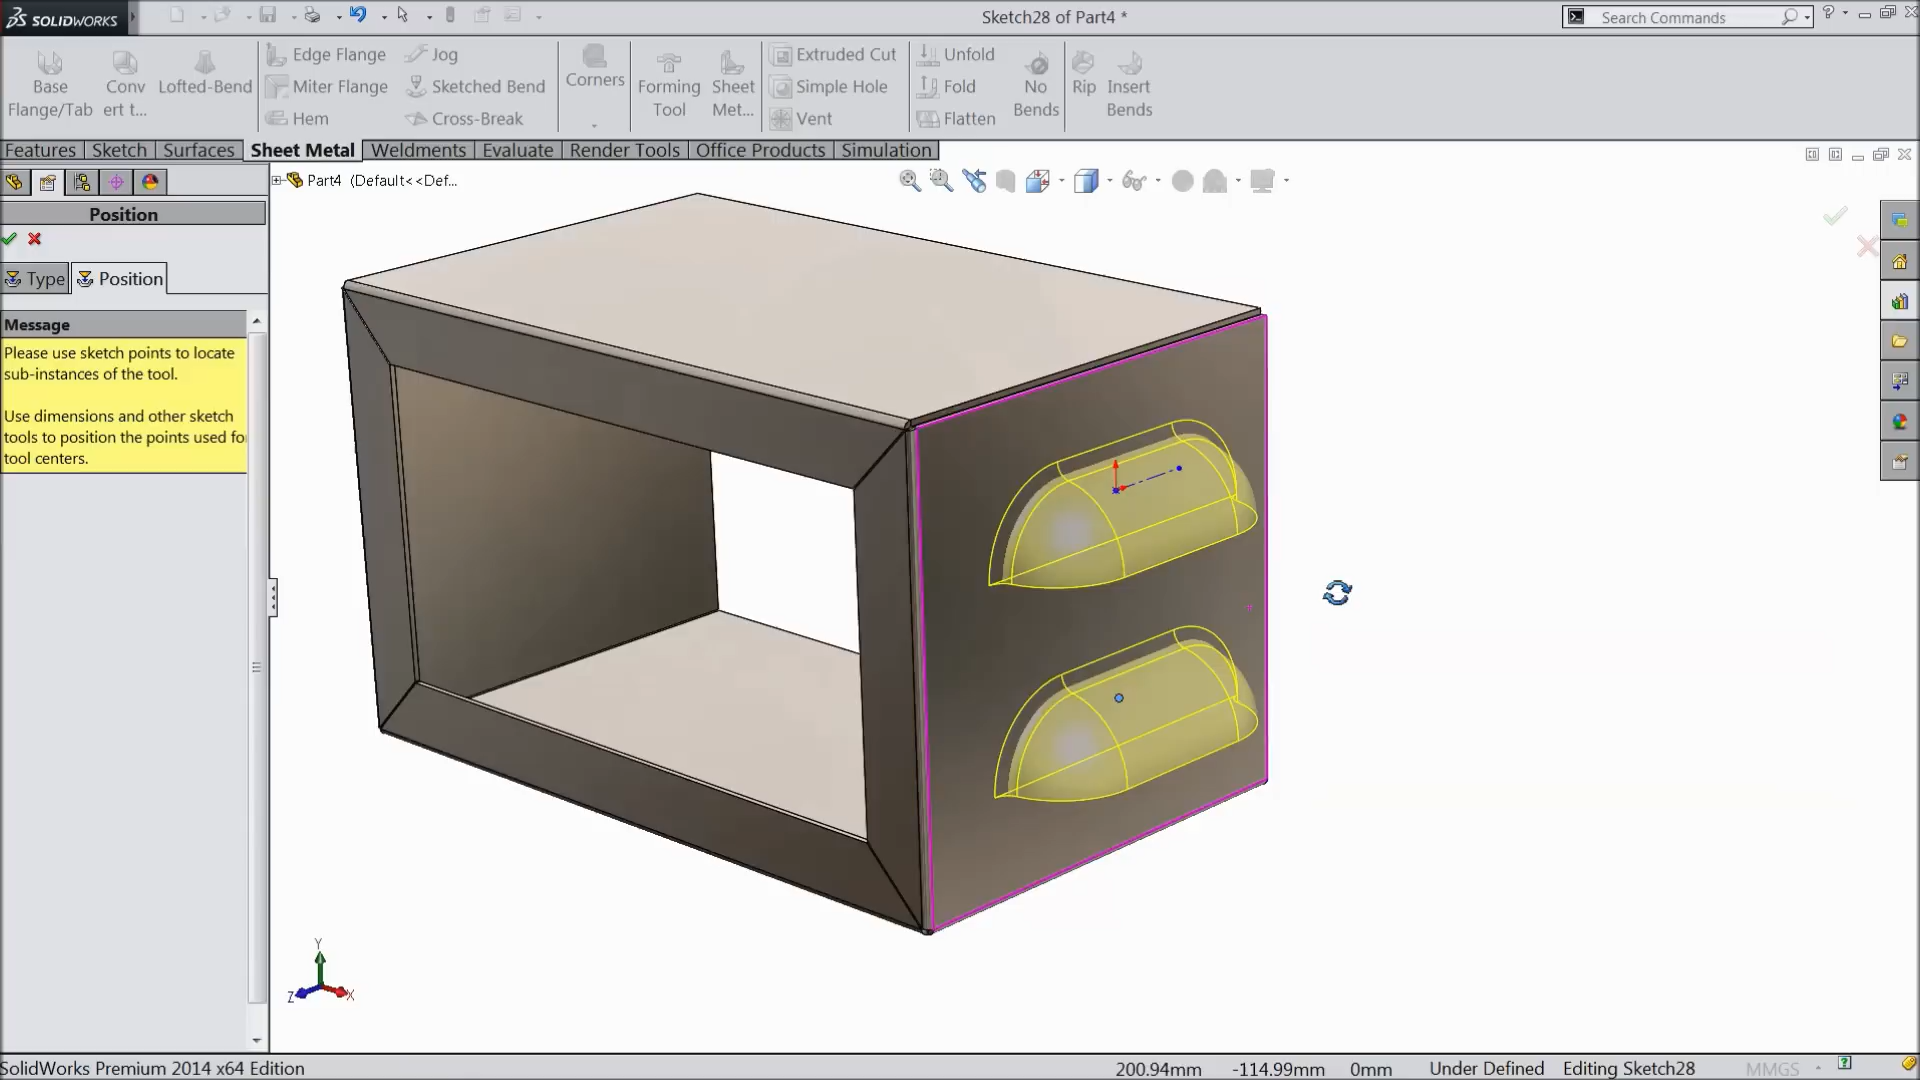 SOLIDWORKS
Sketch28 of Part4 *
Search Commands
Base Flange/Tab
Conv ert t...
Lofted-Bend
Edge Flange
Miter Flange
Hem
Jog
Sketched Bend
Cross-Break
Corners
Forming Tool
Sheet Met...
Extruded Cut
Simple Hole
Vent
Unfold
Fold
Flatten
No Bends
Rip
Insert Bends
Features Sketch Surfaces Sheet Metal Weldments Evaluate Render Tools Office Products Simulation
Part4 (Default<<Def...
Position
Type
Position
Message
Please use sketch points to locate
sub-instances of the tool.
Use dimensions and other sketch
tools to position the points used fo
tool centers.
Y
Z
X
SolidWorks Premium 2014 x64 Edition
200.94mm -114.99mm 0mm Under Defined Editing Sketch28 MMGS